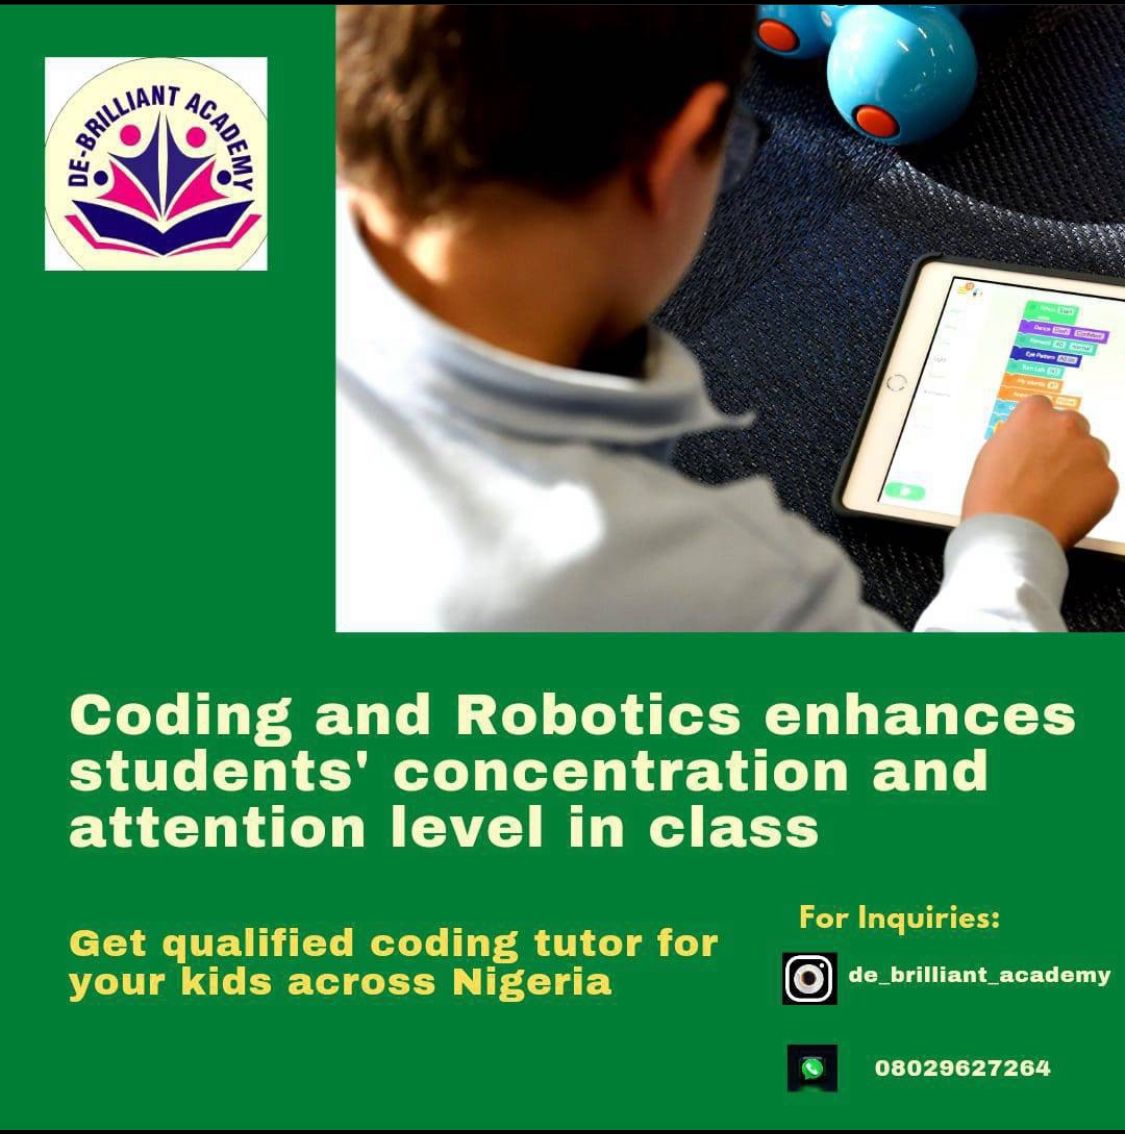 DE-BRILLIANT ACADEMY
Coding and Robotics enhances
students' concentration and
attention level in class
Get qualified coding tutor for
your kids across Nigeria
For Inquiries:
de_brilliant_academy
08029627264